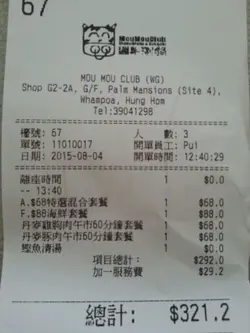 67
MouMouClub
MOU MOU CLUB (WG)
Shop G2-2A, G/F, Palm Mansions (Site 4),
Whampoa, Hung Hom
Tel:39041298
檯號: 67 人 數: 3
單號: 11010017 開單員工: Pui
日期: 2015-08-04 開單時間: 12:40:29
離座時間 1 $0.0
-- 13:40
A.$68特選混合套餐 1 $68.0
F.$88海鮮套餐 1 $88.0
丹麥雞胸肉午市60分鐘套餐 1 $68.0
丹麥豚肉午市60分鐘套餐 1 $68.0
鰹魚清湯 1 $0.0
項目總計: $292.0
加一服務費 $29.2
總計: $321.2